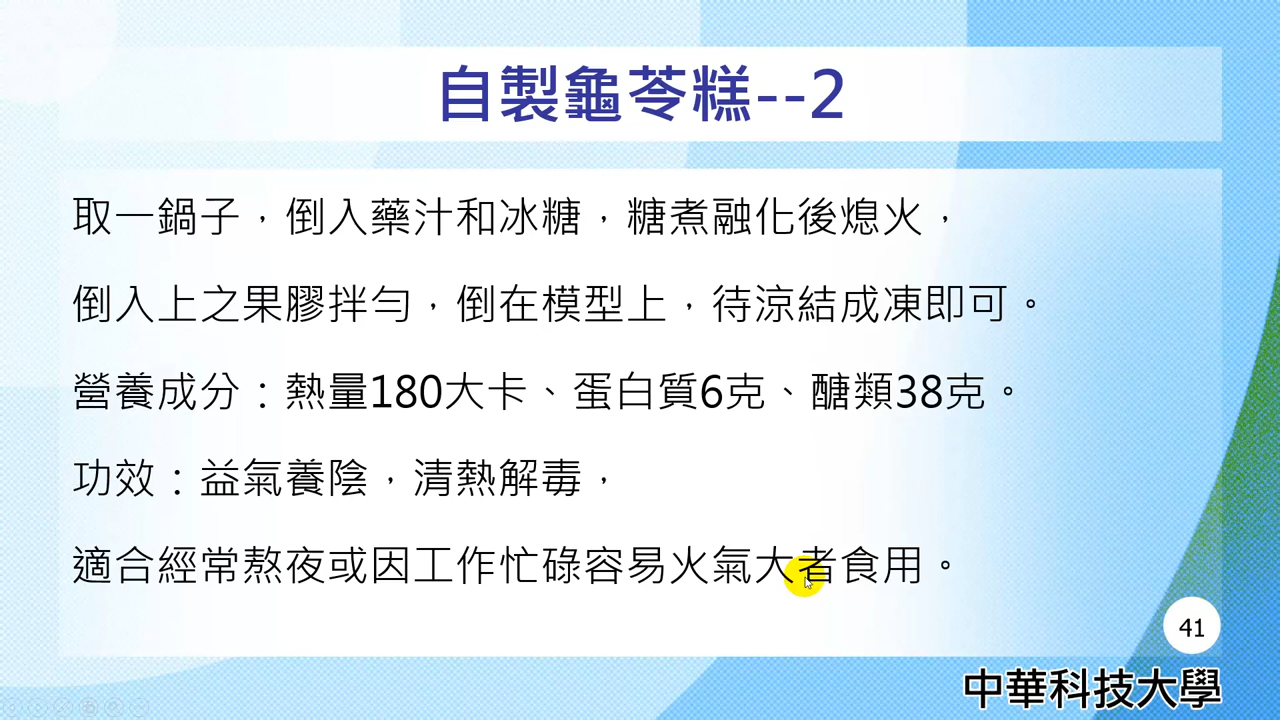 自製龜苓糕--2
取一鍋子，倒入藥汁和冰糖，糖煮融化後熄火，
倒入上之果膠拌勻，倒在模型上，待涼結成凍即可。
營養成分：熱量180大卡、蛋白質6克、醣類38克。
功效：益氣養陰，清熱解毒，
適合經常熬夜或因工作忙碌容易火氣大者食用。
41
中華科技大學